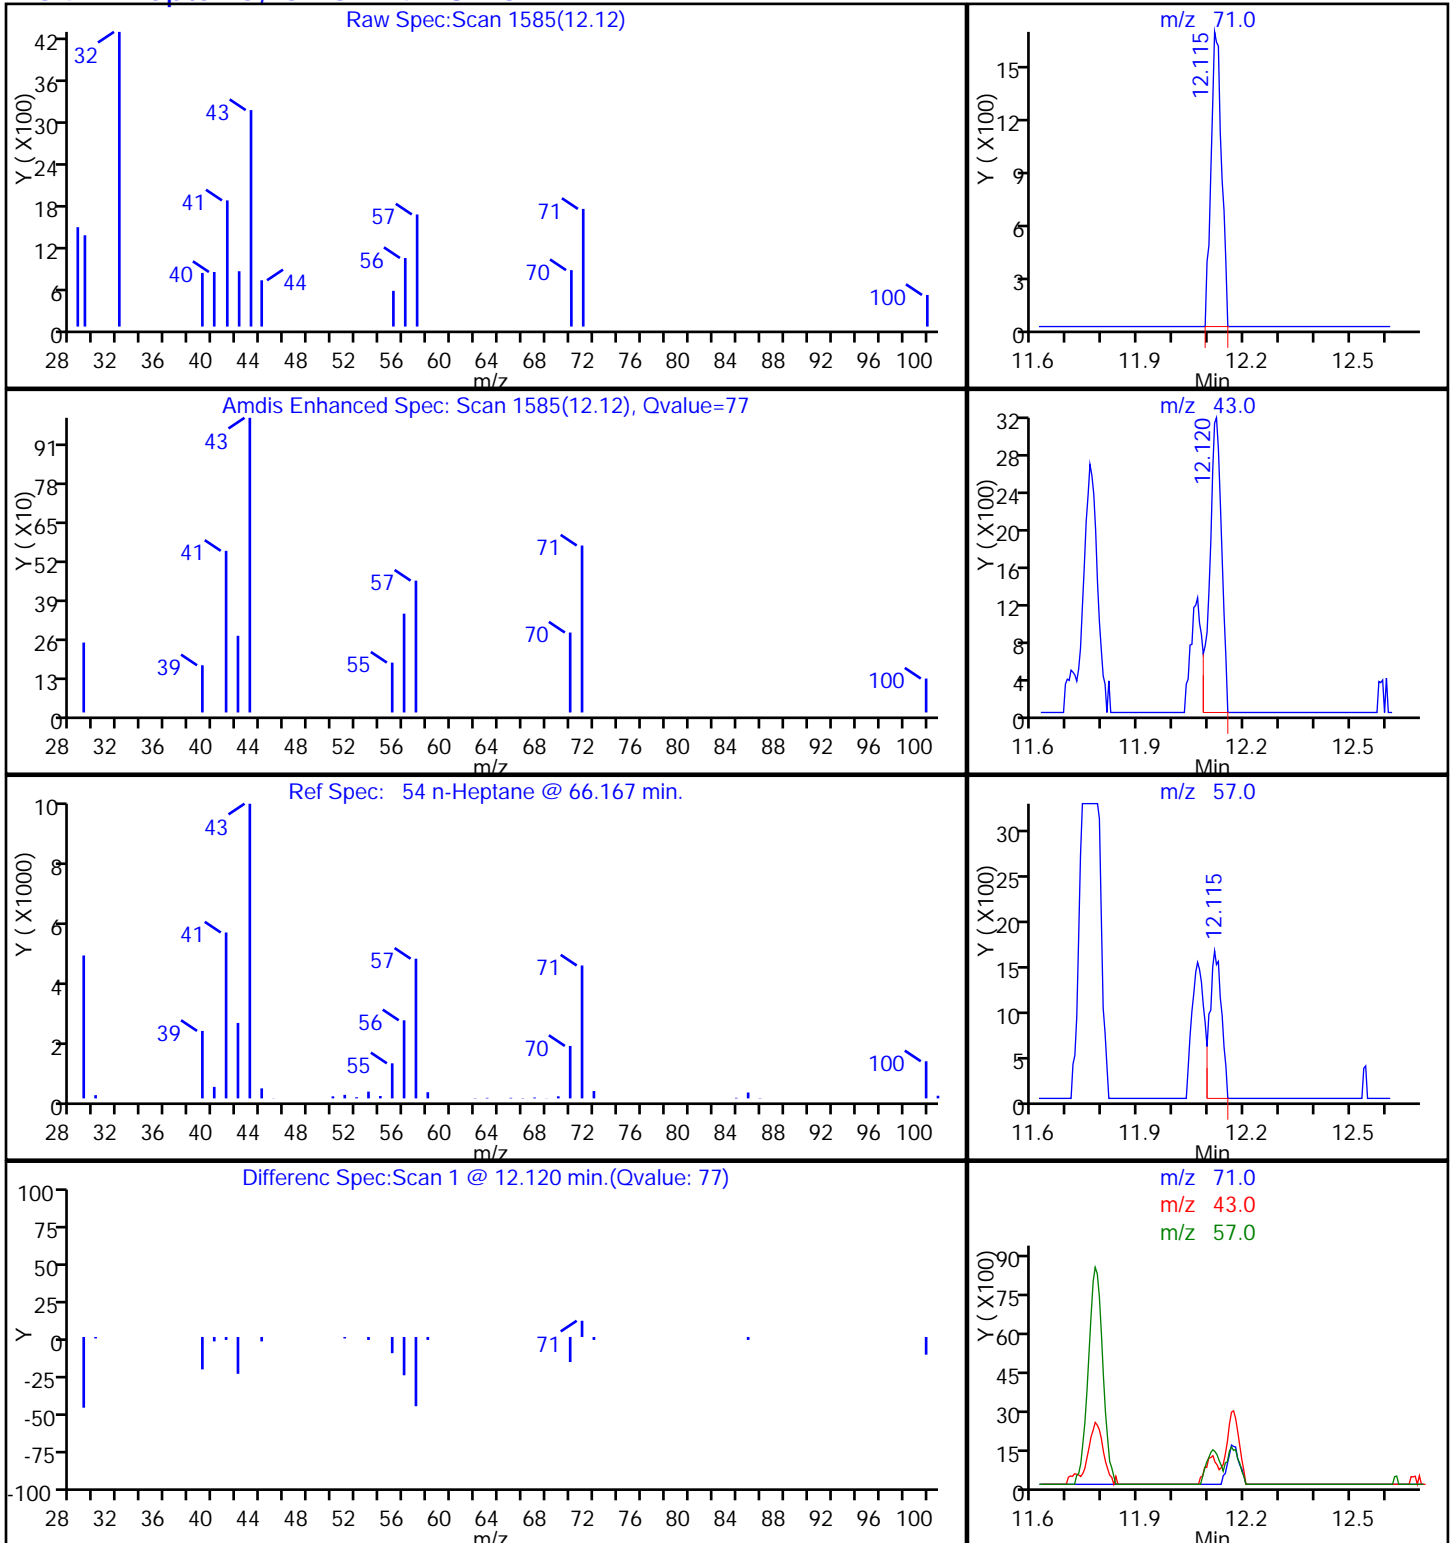 Raw Spec:Scan 1585(12.12)
42
36
30
24
18
12
6
0
Y ( X100)
32
43
41
40
44
57
56
71
70
100
28 32 36 40 44 48 52 56 60 64 68 72 76 80 84 88 92 96 100
m/z
m/z 71.0
15
12
9
6
3
0
Y ( X100)
12.115
11.6 11.9 12.2 12.5
Min
Amdis Enhanced Spec: Scan 1585(12.12), Qvalue=77
91
78
65
52
39
26
13
0
Y ( X10)
43
41
39
57
55
71
70
100
28 32 36 40 44 48 52 56 60 64 68 72 76 80 84 88 92 96 100
m/z
m/z 43.0
32
28
24
20
16
12
8
4
0
Y ( X100)
12.120
11.6 11.9 12.2 12.5
Min
Ref Spec: 54 n-Heptane @ 66.167 min.
10
8
6
4
2
0
Y ( X1000)
43
41
39
57
56
55
71
70
100
28 32 36 40 44 48 52 56 60 64 68 72 76 80 84 88 92 96 100
m/z
m/z 57.0
30
25
20
15
10
5
0
Y ( X100)
12.115
11.6 11.9 12.2 12.5
Min
Differenc Spec:Scan 1 @ 12.120 min.(Qvalue: 77)
100
75
50
25
0
-25
-50
-75
-100
Y
71
28 32 36 40 44 48 52 56 60 64 68 72 76 80 84 88 92 96 100
m/z
m/z 71.0
m/z 43.0
m/z 57.0
90
60
45
30
15
0
Y ( X100)
11.6 11.9 12.2 12.5
Min